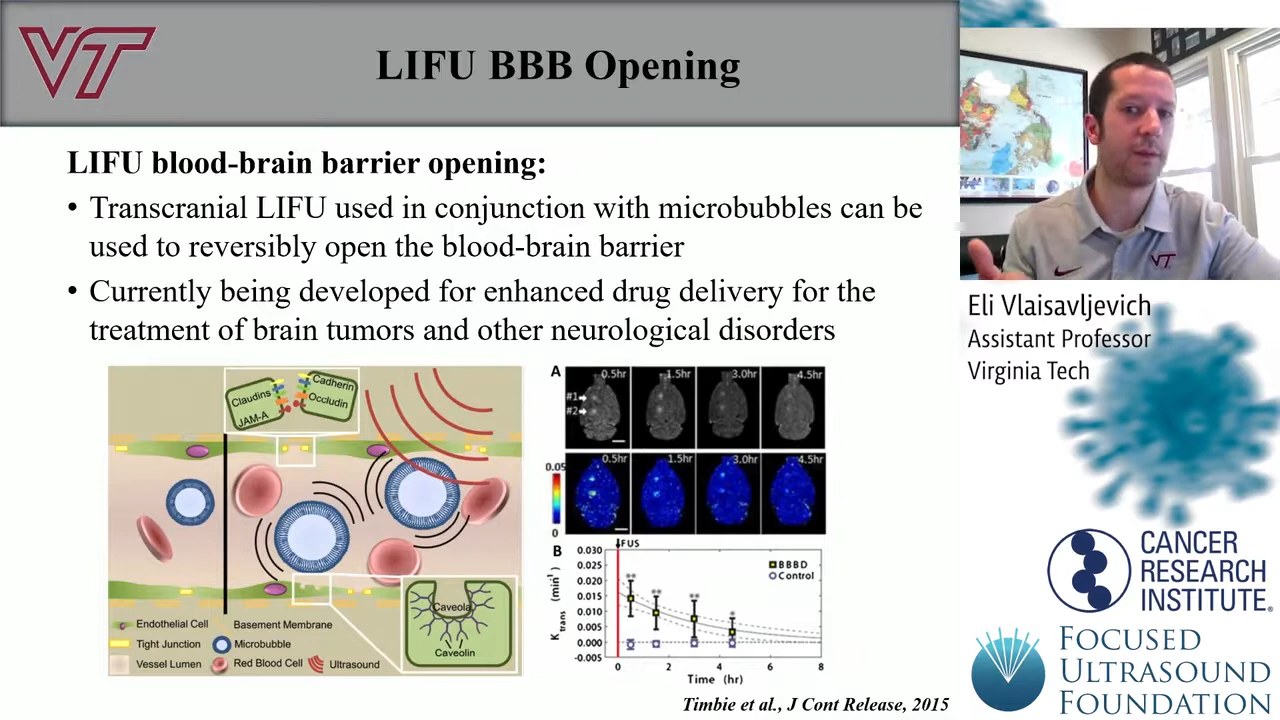 VT
LIFU BBB Opening
LIFU blood-brain barrier opening:
• Transcranial LIFU used in conjunction with microbubbles can be
used to reversibly open the blood-brain barrier
• Currently being developed for enhanced drug delivery for the
treatment of brain tumors and other neurological disorders
Claudins
JAM-A
Cadherin
Occludin
Caveola
Caveolin
Endothelial Cell
Basement Membrane
Tight Junction
Microbubble
Vessel Lumen
Red Blood Cell
Ultrasound
A
0.5hr
1.5hr
3.0hr
4.5hr
#1
#2
0.05
0
0.5hr
1.5hr
3.0hr
4.5hr
B
FUS
0.030
0.025
0.020
0.015
0.010
0.005
0.000
-0.005
Ktrans (min-1)
BBBD
Control
**
**
**
*
0 2 4 6 8
Time (hr)
Timbie et al., J Cont Release, 2015
VT
Eli Vlaisavljevich
Assistant Professor
Virginia Tech
CANCER
RESEARCH
INSTITUTE®
FOCUSED
ULTRASOUND
FOUNDATION